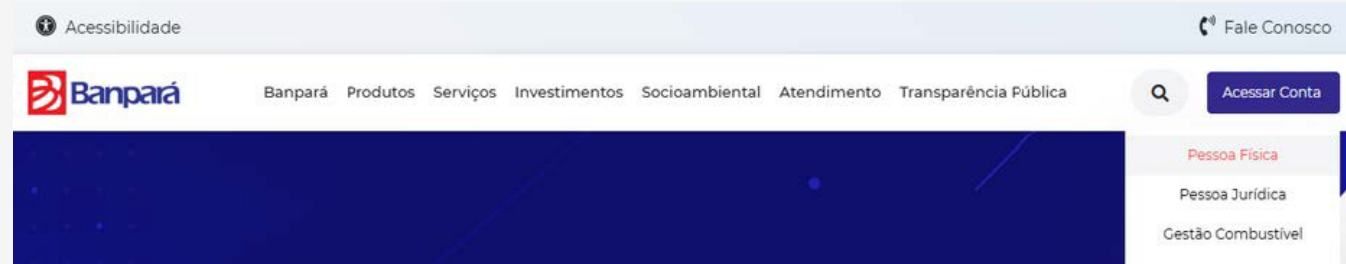 Acessibilidade Fale Conosco
Banpará Banpará Produtos Serviços Investimentos Socioambiental Atendimento Transparência Pública Acessar Conta
Pessoa Física
Pessoa Jurídica
Gestão Combustível